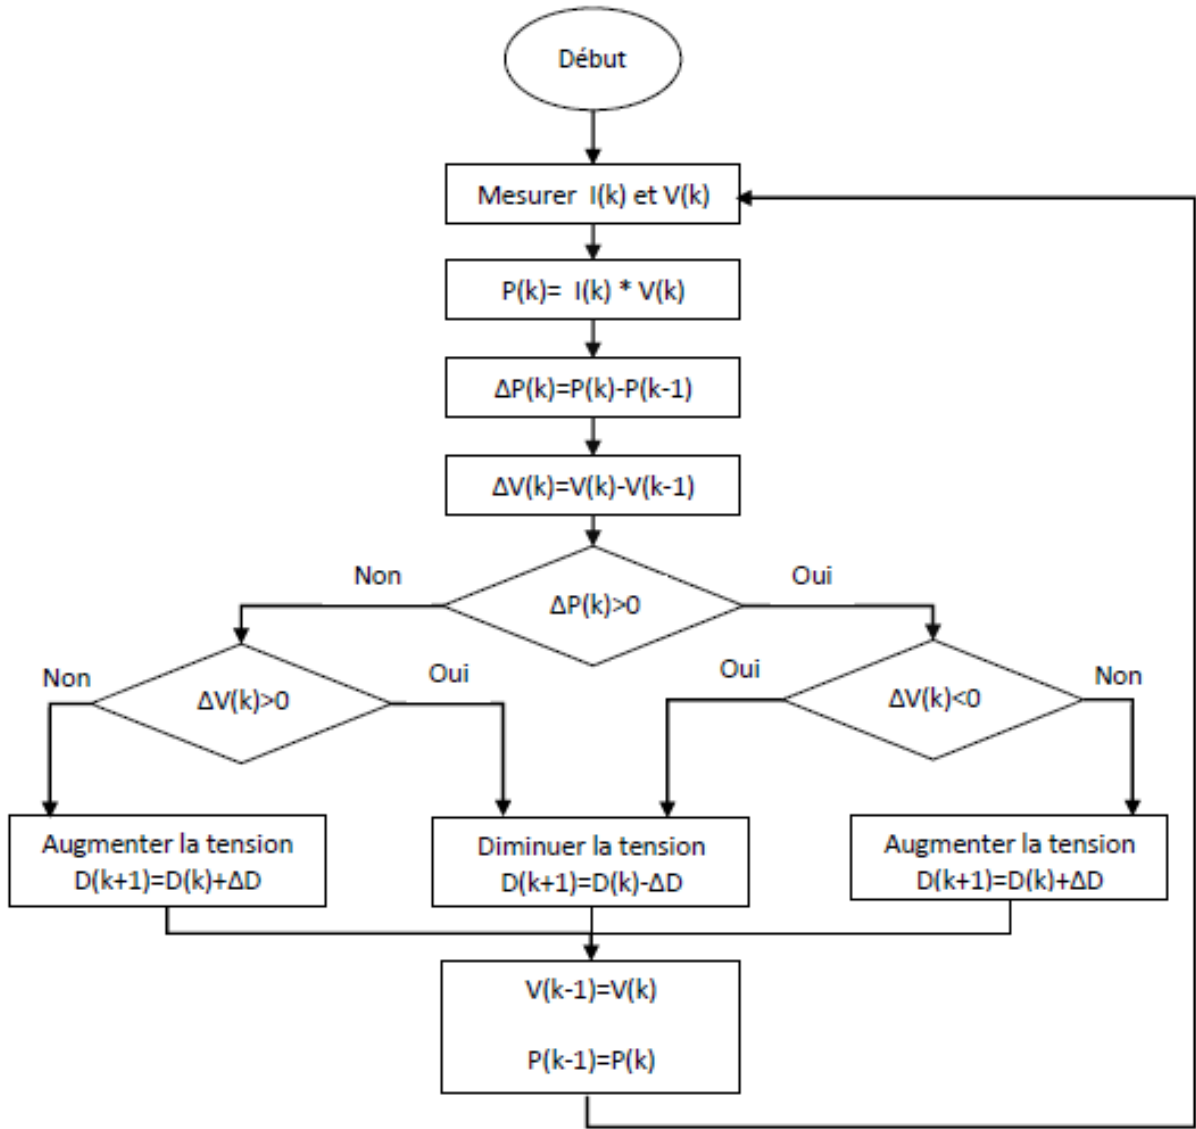 Début
Mesurer I(k) et V(k)
P(k)= I(k) * V(k)
ΔP(k)=P(k)-P(k-1)
ΔV(k)=V(k)-V(k-1)
Non
Oui
ΔP(k)>0
Non
Oui
Oui
Non
ΔV(k)>0
ΔV(k)<0
Augmenter la tension
D(k+1)=D(k)+ΔD
Diminuer la tension
D(k+1)=D(k)-ΔD
Augmenter la tension
D(k+1)=D(k)+ΔD
V(k-1)=V(k)
P(k-1)=P(k)